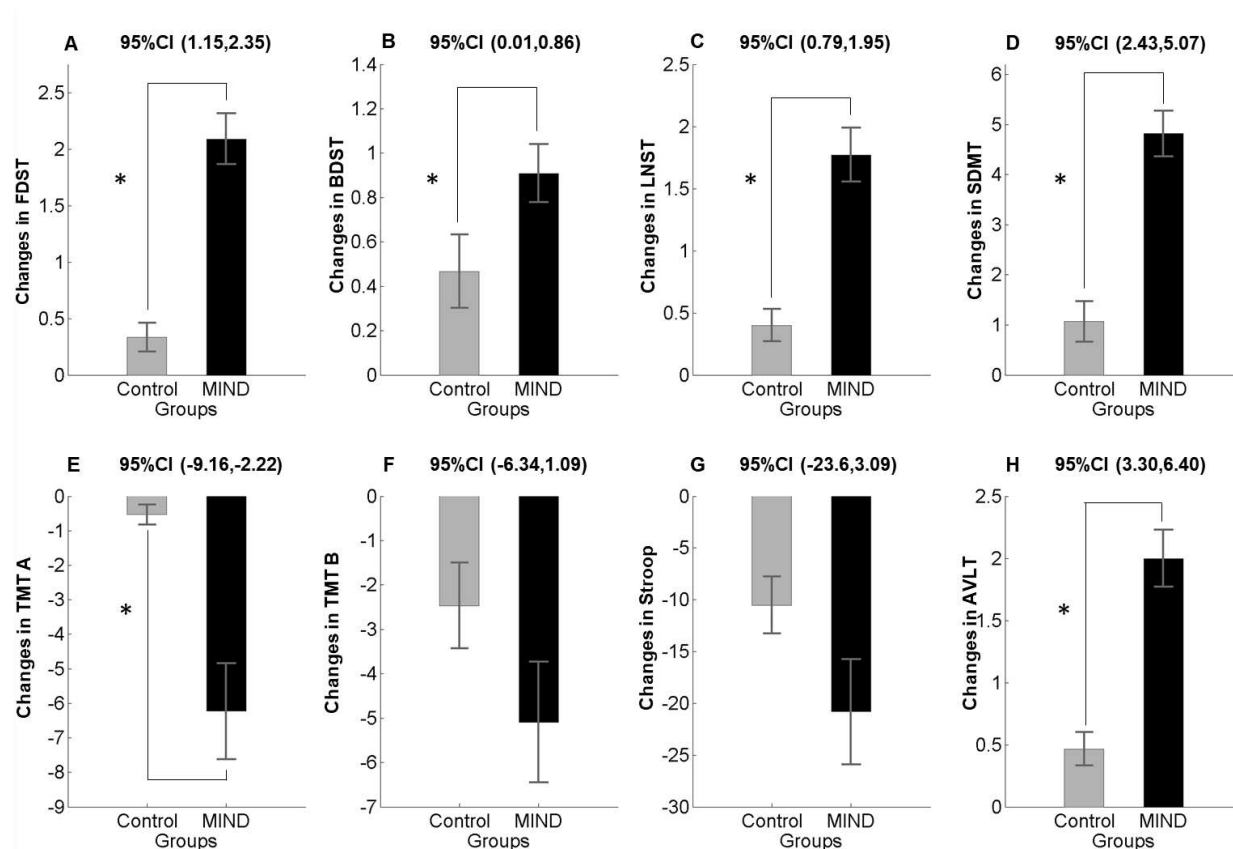 A 95%CI (1.15,2.35)
Changes in FDST
2.5
2
1.5
1
0.5
0
*
Control MIND
Groups
B 95%CI (0.01,0.86)
Changes in BDST
1.4
1.2
1
0.8
0.6
0.4
0.2
0
*
Control MIND
Groups
C 95%CI (0.79,1.95)
Changes in LNST
2.5
2
1.5
1
0.5
0
*
Control MIND
Groups
D 95%CI (2.43,5.07)
Changes in SDMT
6
5
4
3
2
1
0
*
Control MIND
Groups
E 95%CI (-9.16,-2.22)
Changes in TMT A
0
-1
-2
-3
-4
-5
-6
-7
-8
-9
*
Control MIND
Groups
F 95%CI (-6.34,1.09)
Changes in TMT B
0
-1
-2
-3
-4
-5
-6
-7
Control MIND
Groups
G 95%CI (-23.6,3.09)
Changes in Stroop
0
-5
-10
-15
-20
-25
-30
Control MIND
Groups
H 95%CI (3.30,6.40)
Changes in AVLT
2.5
2
1.5
1
0.5
0
*
Control MIND
Groups